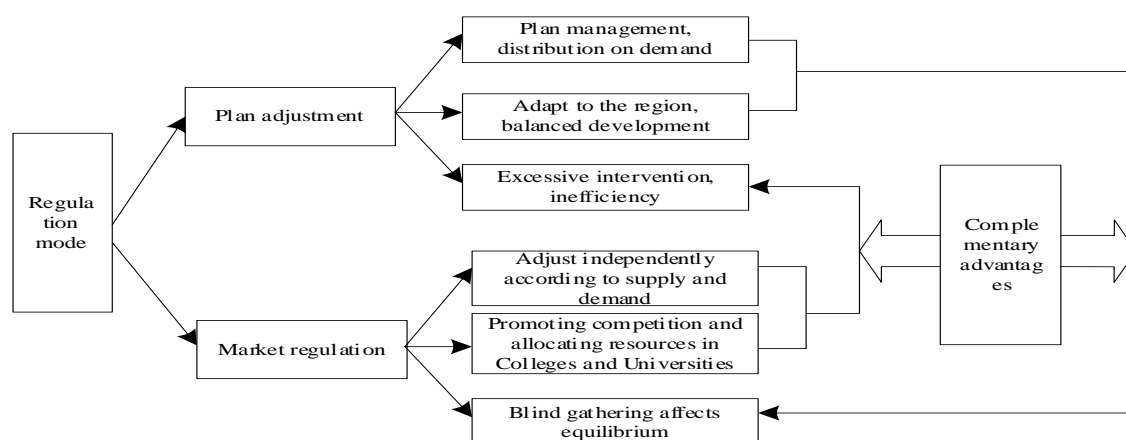 Plan management,
distribution on demand
Plan adjustment
Adapt to the region,
balanced development
Excessive intervention,
inefficiency
Regula
tion
mode
Comple
mentary
advantag
es
Adjust independently
according to supply and
demand
Market regulation
Promoting competition and
allocating resources in
Colleges and Universities
Blind gathering affects
equilibrium